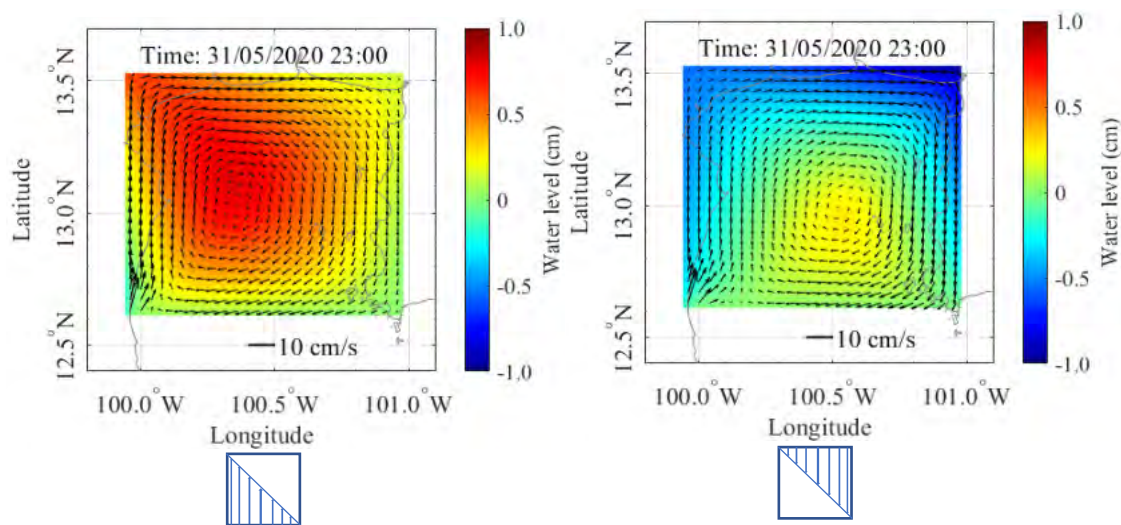 Time: 31/05/2020 23:00
13.5°N
13.0°N
12.5°N
Latitude
10 cm/s
100.0°W 100.5°W 101.0°W
Longitude
1.0
0.5
0
-0.5
-1.0
Water level (cm)
Time: 31/05/2020 23:00
13.5°N
13.0°N
12.5°N
Latitude
10 cm/s
100.0°W 100.5°W 101.0°W
Longitude
1.0
0.5
0
-0.5
-1.0
Water level (cm)